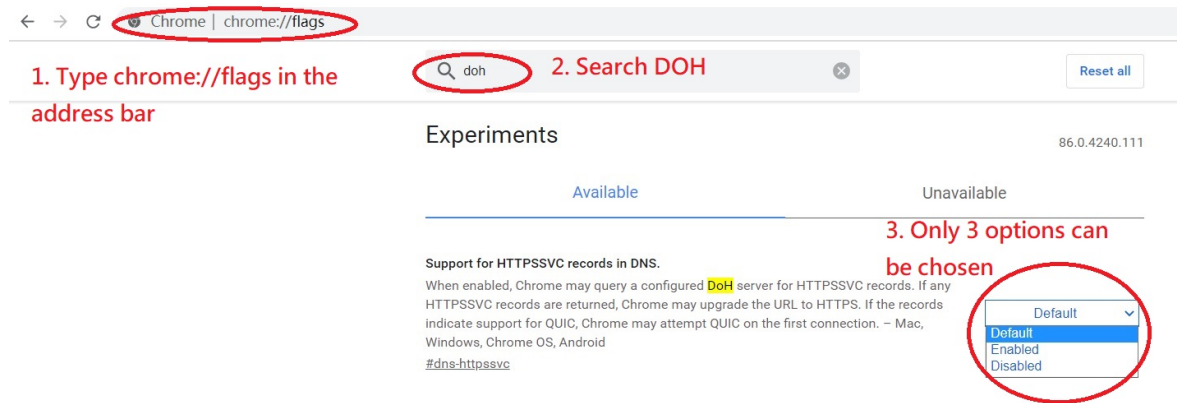 Chrome | chrome://flags
1. Type chrome://flags in the
address bar
doh
2. Search DOH
Reset all
Experiments
86.0.4240.111
Available
Unavailable
3. Only 3 options can
be chosen
Support for HTTPSSVC records in DNS.
When enabled, Chrome may query a configured DoH server for HTTPSSVC records. If any
HTTPSSVC records are returned, Chrome may upgrade the URL to HTTPS. If the records
indicate support for QUIC, Chrome may attempt QUIC on the first connection. – Mac,
Windows, Chrome OS, Android
#dns-httpssvc
Default
Default
Enabled
Disabled